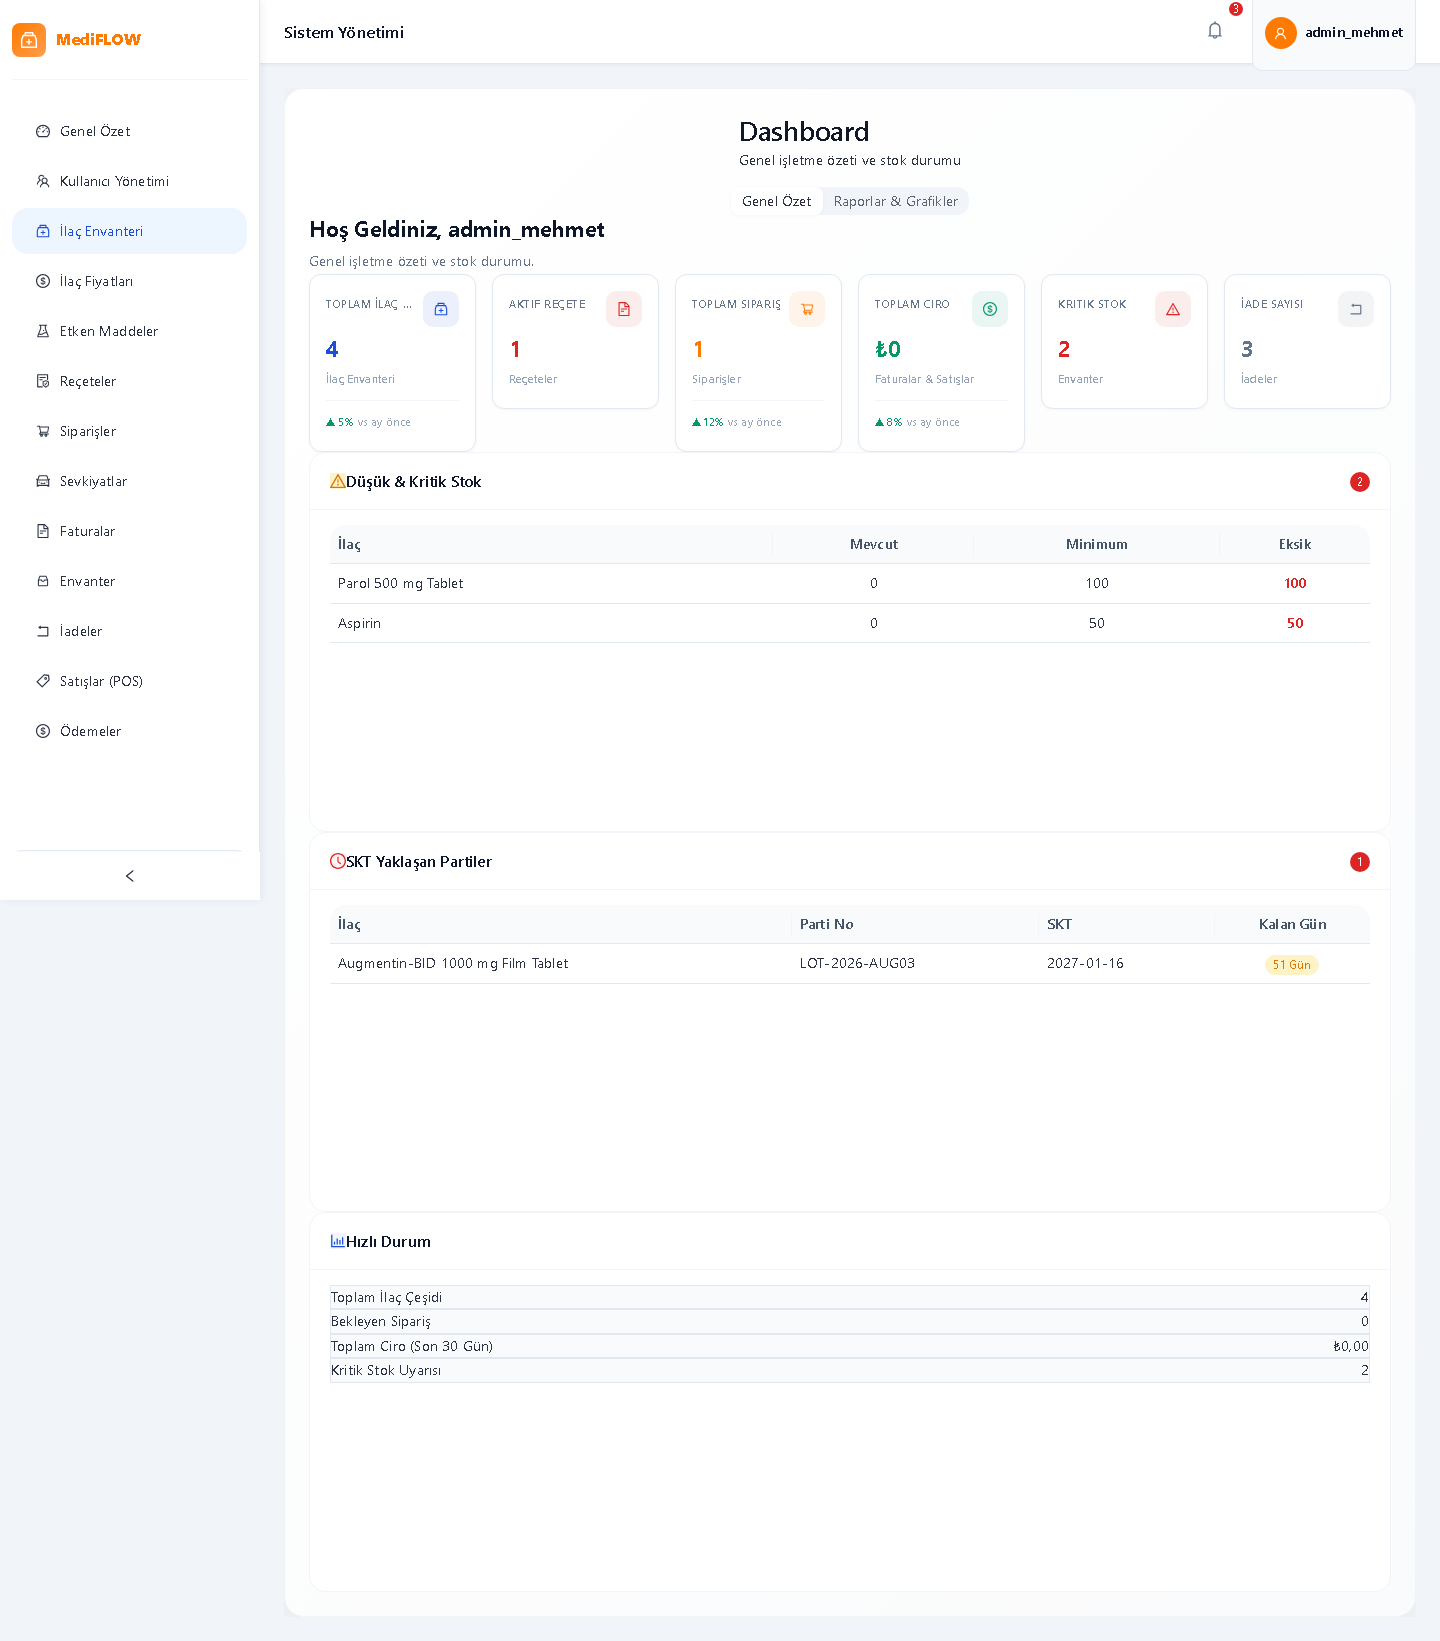 MediFLOW
Genel Özet
Kullanıcı Yönetimi
İlaç Envanteri
İlaç Fiyatları
Etken Maddeler
Reçeteler
Siparişler
Sevkiyatlar
Faturalar
Envanter
İadeler
Satışlar (POS)
Ödemeler
Sistem Yönetimi
3
admin_mehmet
Dashboard
Genel işletme özeti ve stok durumu
Genel Özet Raporlar & Grafikler
Hoş Geldiniz, admin_mehmet
Genel işletme özeti ve stok durumu.
TOPLAM İLAÇ ...
4
İlaç Envanteri
▲ 5% vs ay önce
AKTIF REÇETE
1
Reçeteler
TOPLAM SIPARIŞ
1
Siparişler
▲ 12% vs ay önce
TOPLAM CIRO
₺0
Faturalar & Satışlar
▲ 8% vs ay önce
KRITIK STOK
2
Envanter
İADE SAYISI
3
İadeler
Düşük & Kritik Stok 2
İlaç Mevcut Minimum Eksik
Parol 500 mg Tablet 0 100 100
Aspirin 0 50 50
SKT Yaklaşan Partiler 1
İlaç Parti No SKT Kalan Gün
Augmentin-BID 1000 mg Film Tablet LOT-2026-AUG03 2027-01-16 51 Gün
Hızlı Durum
Toplam İlaç Çeşidi 4
Bekleyen Sipariş 0
Toplam Ciro (Son 30 Gün) ₺0,00
Kritik Stok Uyarısı 2